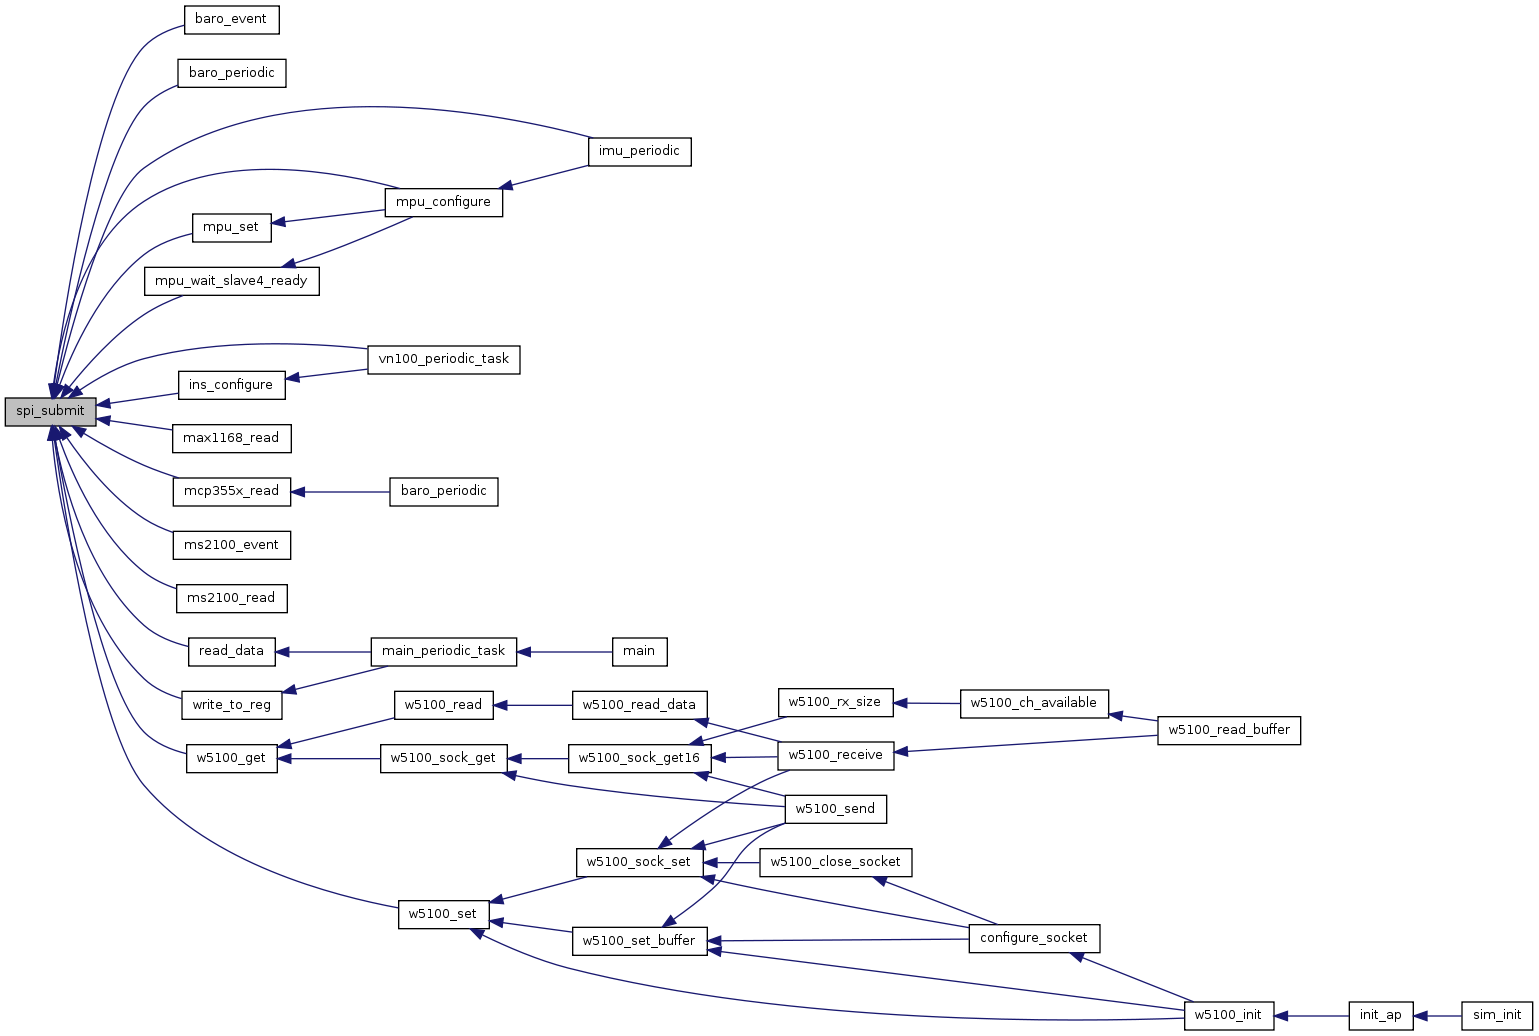 baro_event
baro_periodic
imu_periodic
mpu_configure
mpu_set
mpu_wait_slave4_ready
vn100_periodic_task
ins_configure
spi_submit
max1168_read
mcp355x_read
baro_periodic
ms2100_event
ms2100_read
read_data
main_periodic_task
main
write_to_reg
w5100_read
w5100_read_data
w5100_rx_size
w5100_ch_available
w5100_read_buffer
w5100_get
w5100_sock_get
w5100_sock_get16
w5100_receive
w5100_send
w5100_sock_set
w5100_close_socket
w5100_set
w5100_set_buffer
configure_socket
w5100_init
init_ap
sim_init